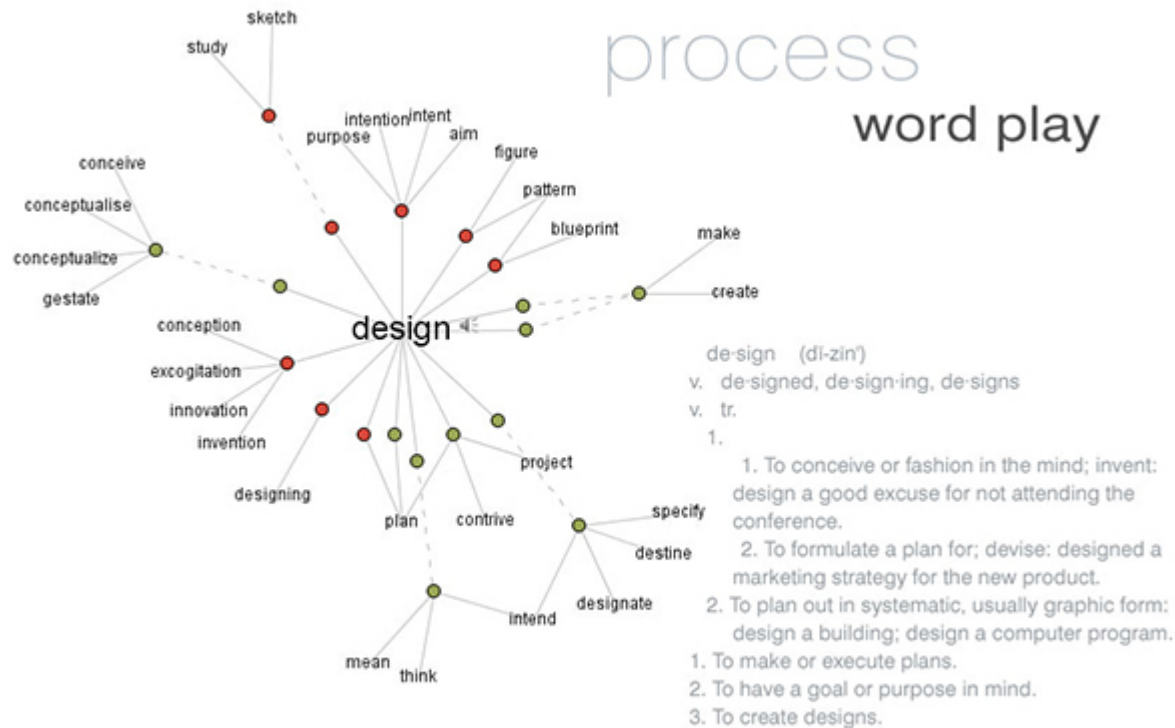 process
word play
sketch
study
intention
intent
purpose
aim
figure
conceive
pattern
conceptualise
blueprint
make
conceptualize
gestate
create
conception
design
excogitation
innovation
invention
designing
plan
contrive
project
specify
destine
designate
intend
mean
think
de·sign (dĭ-zīn')
v. de·signed, de·sign·ing, de·signs
v. tr.
1.
1. To conceive or fashion in the mind; invent:
design a good excuse for not attending the
conference.
2. To formulate a plan for; devise: designed a
marketing strategy for the new product.
2. To plan out in systematic, usually graphic form:
design a building; design a computer program.
1. To make or execute plans.
2. To have a goal or purpose in mind.
3. To create designs.